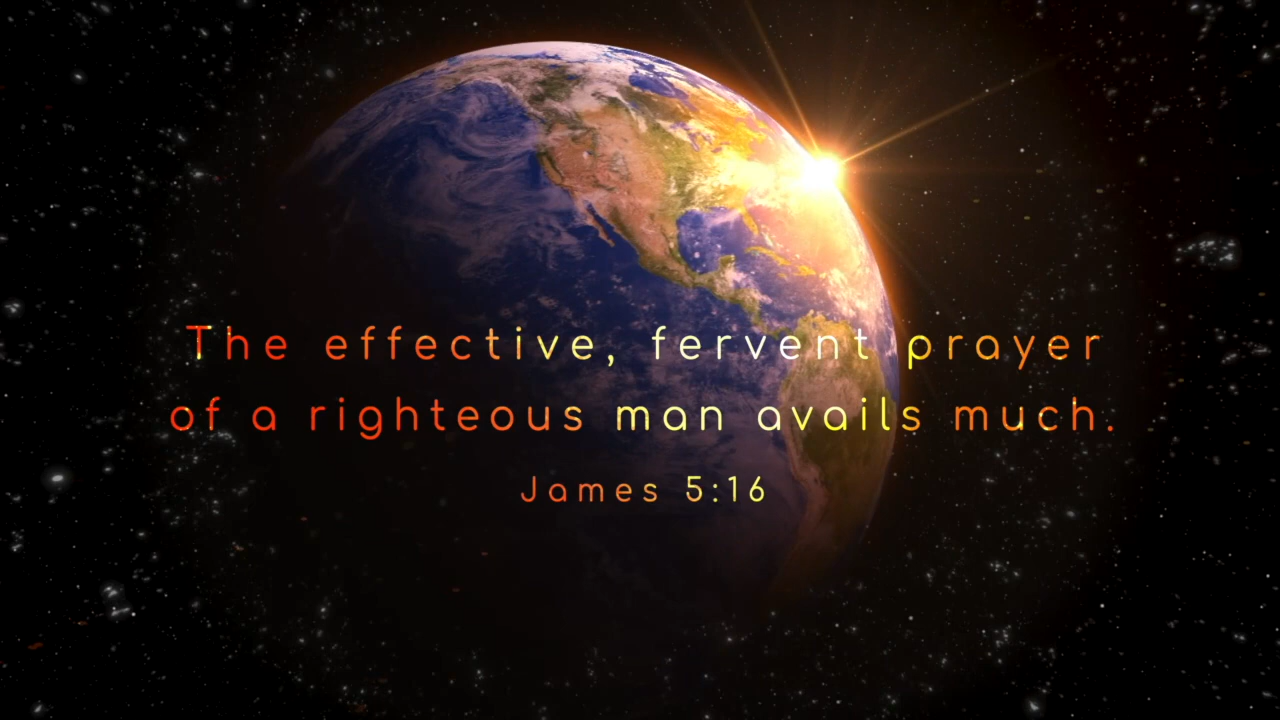 The effective, fervent prayer
of a righteous man avails much.
James 5:16